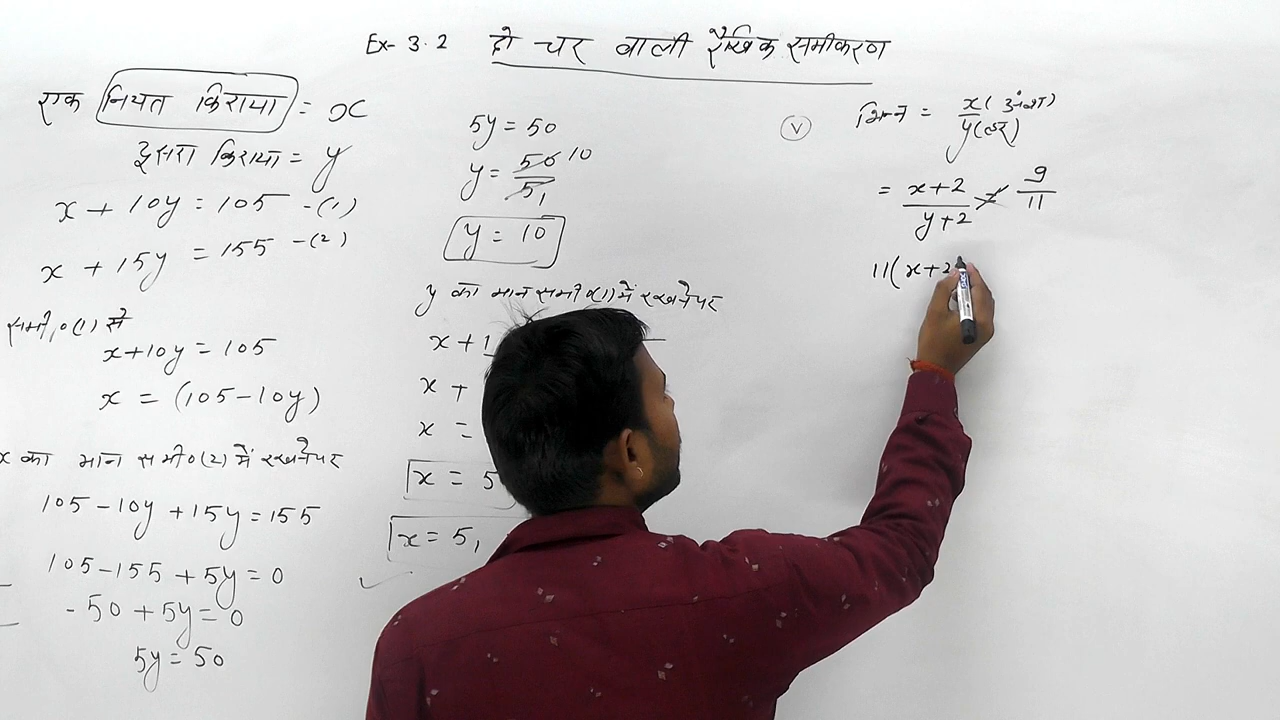 Ex- 3.2 दो चर वाली रैखिक समीकरण
एक नियत किराया = x
दुसरा किराया = y
x + 10y = 105 -(1)
x + 15y = 155 -(2)
समी०(1) से
x+10y = 105
x = (105-10y)
x का मान समी०(2) में रखने पर
105 - 10y + 15y = 155
105 - 155 + 5y = 0
- 50 + 5y = 0
5y = 50
5y = 50
y = 50/5 10 1
y = 10
y का मान समी०(1) में रखने पर
x + 1
x +
x =
x = 5
x = 5,
(v) भिन्न = x(अंश)/y(हर)
= x+2/y+2 = 9/11
11(x+2